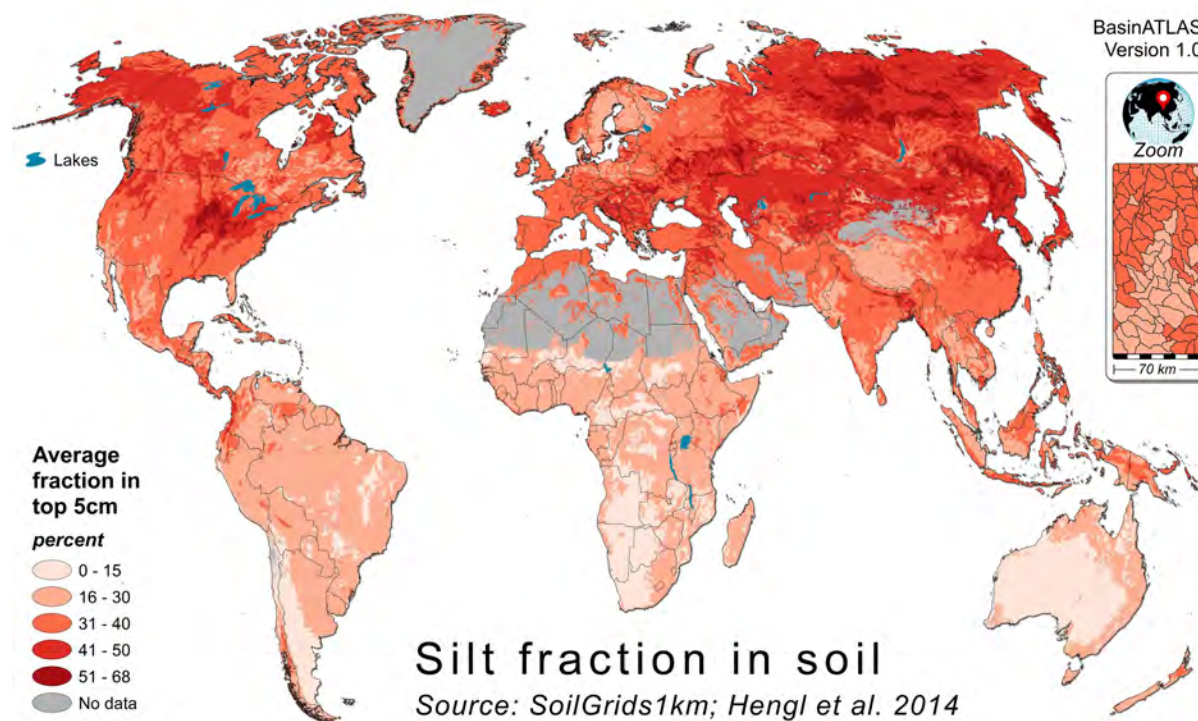 BasinATLAS
Version 1.0
Lakes
Zoom
70 km
Average
fraction in
top 5cm
percent
0 - 15
16 - 30
31 - 40
41 - 50
51 - 68
No data
Silt fraction in soil
Source: SoilGrids1km; Hengl et al. 2014